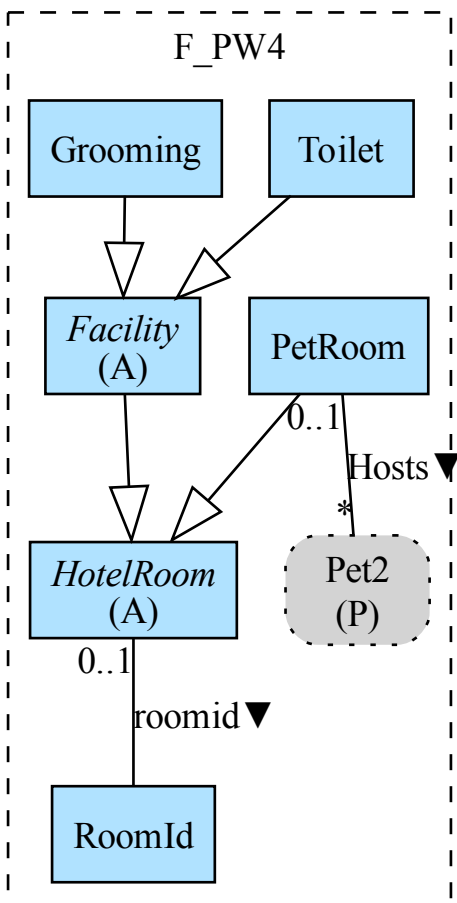 F_PW4
Grooming
Toilet
Facility
(A)
PetRoom
0..1
Hosts▼
*
HotelRoom
(A)
Pet2
(P)
0..1
roomid▼
RoomId